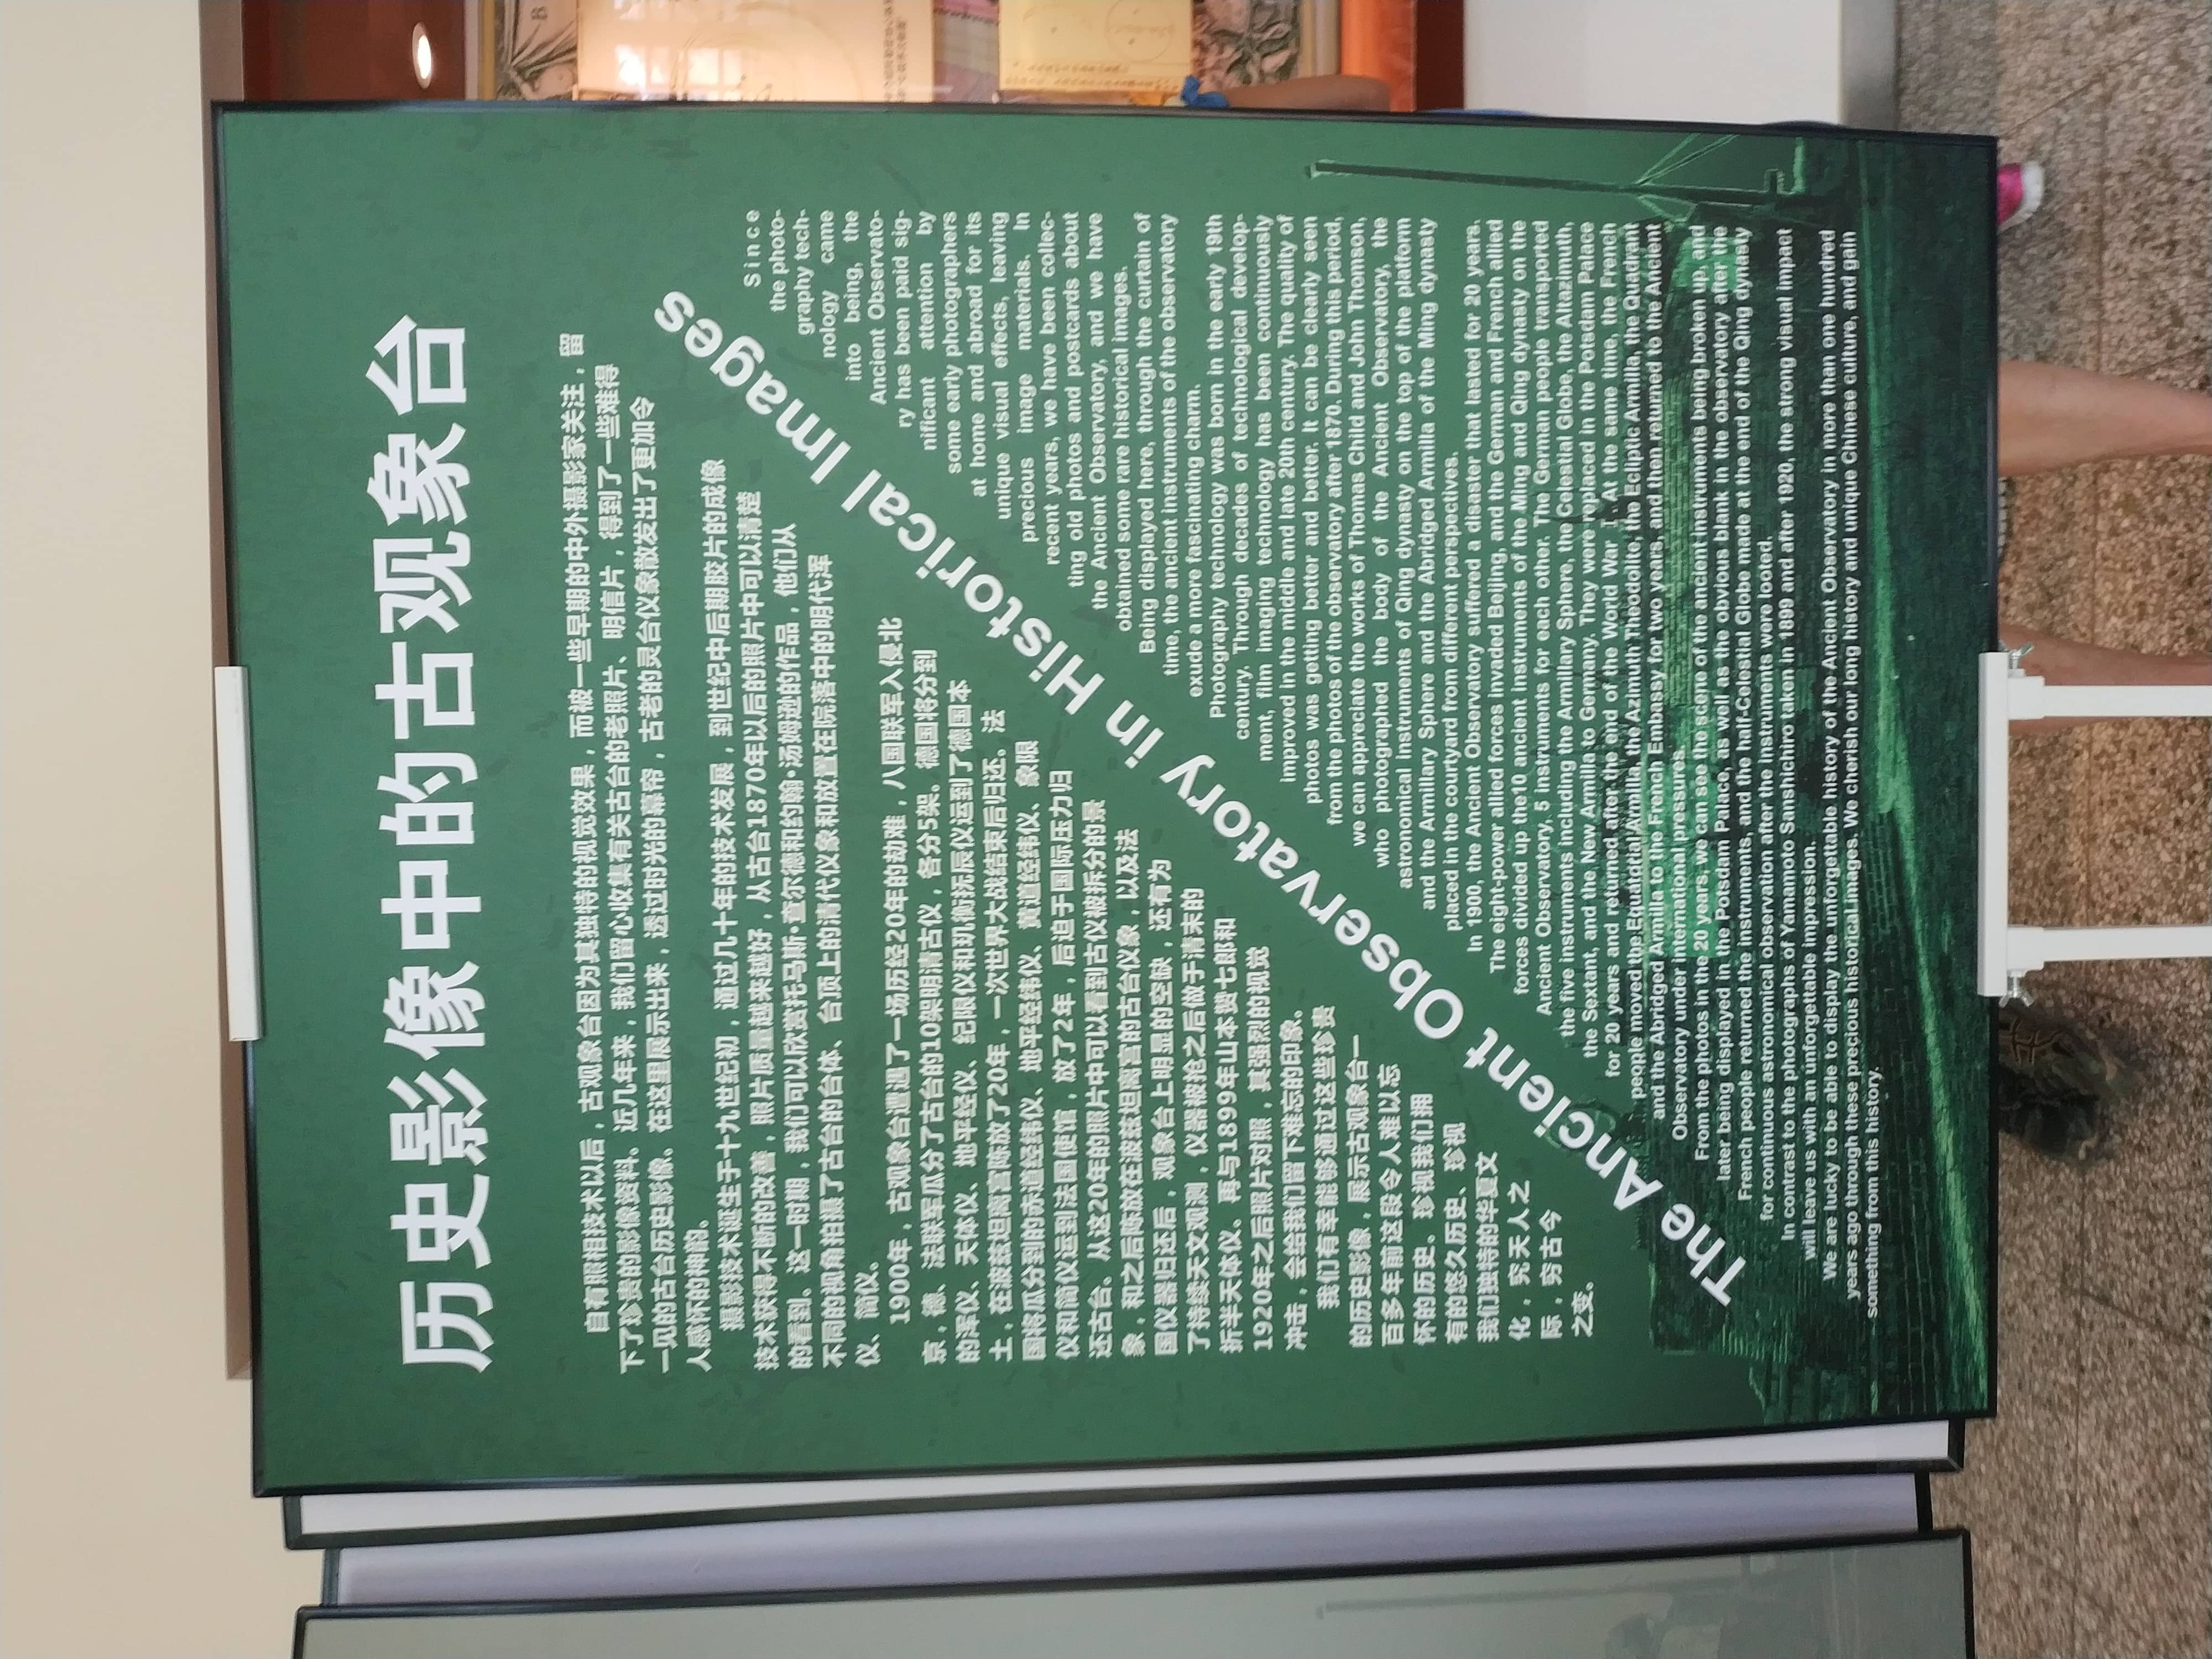 历史影像中的古观象台
自有照相技术以后，古观象台因为其独特的视觉效果，而被一些早期的中外摄影家关注，留
下了珍贵的影像资料。近几年来，我们留心收集有关古台的老照片、明信片，得到了一些难得
一见的古台历史影像。在这里展示出来，透过时光的幕帘，古老的灵台仪象散发出了更加令
人感怀的神韵。
摄影技术诞生于十九世纪初，通过几十年的技术发展，到世纪中后期胶片的成像
技术获得不断的改善，照片质量越来越好，从古台1870年以后的照片中可以清楚
的看到。这一时期，我们可以欣赏托马斯•查尔德和约翰•汤姆逊的作品，他们从
不同的视角拍摄了古台的台体、台顶上的清代仪象和放置在院落中的明代浑
仪、简仪。
1900年，古观象台遭遇了一场历经20年的劫难，八国联军入侵北
京，德、法联军瓜分了古台的10架明清古仪，各分5架。德国将分到
的浑仪、天体仪、地平经仪、纪限仪和玑衡抚辰仪运到了德国本
土，在波兹坦离宫陈放了20年，一次世界大战结束后归还。法
国将瓜分到的赤道经纬仪、地平经纬仪、黄道经纬仪、象限
仪和简仪运到法国使馆，放了2年，后迫于国际压力归
还古台。从这20年的照片中可以看到古仪被拆分的景
象，和之后陈放在波兹坦离宫的古台仪象，以及法
国仪器归还后，观象台上明显的空缺，还有为
了持续天文观测，仪器被抢之后做于清末的
折半天体仪。再与1899年山本赞七郎和
1920年之后照片对照，其强烈的视觉
冲击，会给我们留下难忘的印象。
我们有幸能够通过这些珍贵
的历史影像，展示古观象台一
百多年前这段令人难以忘
怀的历史。珍视我们拥
有的悠久历史、珍视
我们独特的华夏文
化，究天人之
际，穷古今
之变。
The Ancient Observatory in Historical Images
Since
the photo-
graphy tech-
nology came
into being, the
Ancient Observato-
ry has been paid sig-
nificant attention by
some early photographers
at home and abroad for its
unique visual effects, leaving
precious image materials. In
recent years, we have been collec-
ting old photos and postcards about
the Ancient Observatory, and we have
obtained some rare historical images.
Being displayed here, through the curtain of
time, the ancient instruments of the observatory
exude a more fascinating charm.
Photography technology was born in the early 19th
century. Through decades of technological develop-
ment, film imaging technology has been continuously
improved in the middle and late 20th century. The quality of
photos was getting better and better. It can be clearly seen
from the photos of the observatory after 1870. During this period,
we can appreciate the works of Thomas Child and John Thomson,
who photographed the body of the Ancient Observatory, the
astronomical instruments of Qing dynasty on the top of the platform
and the Armillary Sphere and the Abridged Armilla of the Ming dynasty
placed in the courtyard from different perspectives.
In 1900, the Ancient Observatory suffered a disaster that lasted for 20 years.
The eight-power allied forces invaded Beijing, and the German and French allied
forces divided up the10 ancient instruments of the Ming and Qing dynasty on the
Ancient Observatory, 5 instruments for each other. The German people transported
the five instruments including the Armillary Sphere, the Celestial Globe, the Altazimuth,
the Sextant, and the New Armilla to Germany. They were replaced in the Potsdam Palace
for 20 years and returned after the end of the World War I. At the same time, the French
people moved the Equatorial Armilla, the Azimuth Theodolite, the Ecliptic Armilla, the Quadrant
and the Abridged Armilla to the French Embassy for two years, and then returned to the Ancient
Observatory under international pressures.
From the photos in the 20 years, we can see the scene of the ancient instruments being broken up, and
later being displayed in the Potsdam Palace, as well as the obvious blank in the observatory after the
French people returned the instruments, and the half-Celestial Globe made at the end of the Qing dynasty
for continuous astronomical observation after the instruments were looted.
In contrast to the photographs of Yamamoto Sanshichiro taken in 1899 and after 1920, the strong visual impact
will leave us with an unforgettable impression.
We are lucky to be able to display the unforgettable history of the Ancient Observatory in more than one hundred
years ago through these precious historical images. We cherish our long history and unique Chinese culture, and gain
something from this history.